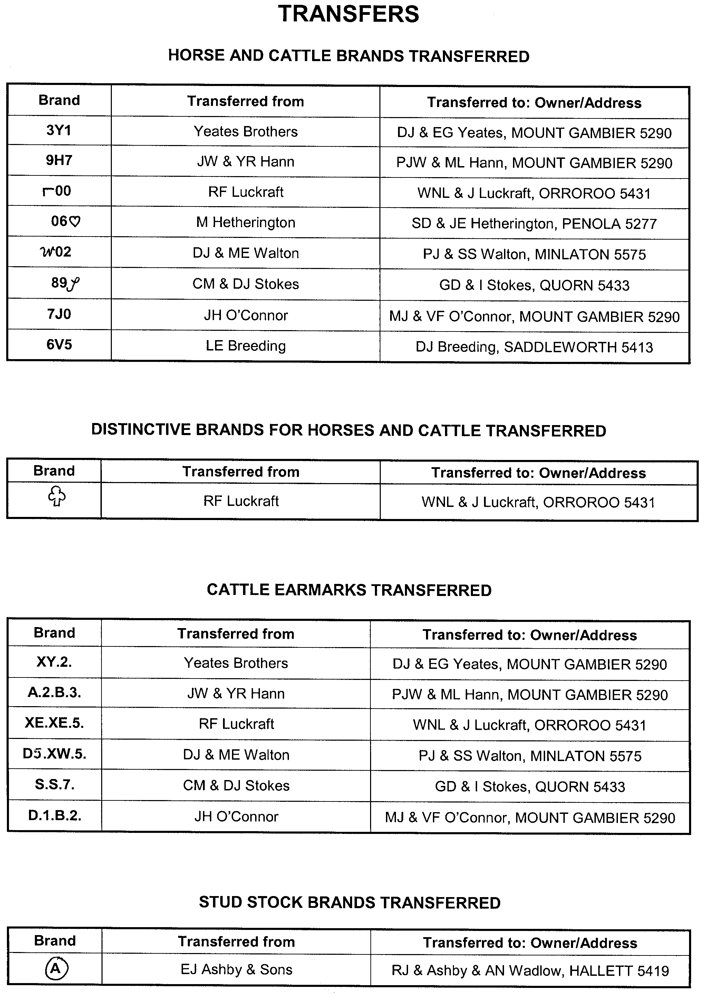 TRANSFERS
HORSE AND CATTLE BRANDS TRANSFERRED
Brand Transferred from Transferred to: Owner/Address
3Y1 Yeates Brothers DJ & EG Yeates, MOUNT GAMBIER 5290
9H7 JW & YR Hann PJW & ML Hann, MOUNT GAMBIER 5290
00 RF Luckraft WNL & J Luckraft, ORROROO 5431
06♡ M Hetherington SD & JE Hetherington, PENOLA 5277
W02 DJ & ME Walton PJ & SS Walton, MINLATON 5575
89 CM & DJ Stokes GD & I Stokes, QUORN 5433
7J0 JH O'Connor MJ & VF O'Connor, MOUNT GAMBIER 5290
6V5 LE Breeding DJ Breeding, SADDLEWORTH 5413
DISTINCTIVE BRANDS FOR HORSES AND CATTLE TRANSFERRED
Brand Transferred from Transferred to: Owner/Address
♧ RF Luckraft WNL & J Luckraft, ORROROO 5431
CATTLE EARMARKS TRANSFERRED
Brand Transferred from Transferred to: Owner/Address
XY.2. Yeates Brothers DJ & EG Yeates, MOUNT GAMBIER 5290
A.2.B.3. JW & YR Hann PJW & ML Hann, MOUNT GAMBIER 5290
XE.XE.5. RF Luckraft WNL & J Luckraft, ORROROO 5431
D5.XW.5. DJ & ME Walton PJ & SS Walton, MINLATON 5575
S.S.7. CM & DJ Stokes GD & I Stokes, QUORN 5433
D.1.B.2. JH O'Connor MJ & VF O'Connor, MOUNT GAMBIER 5290
STUD STOCK BRANDS TRANSFERRED
Brand Transferred from Transferred to: Owner/Address
Ⓐ EJ Ashby & Sons RJ & Ashby & AN Wadlow, HALLETT 5419